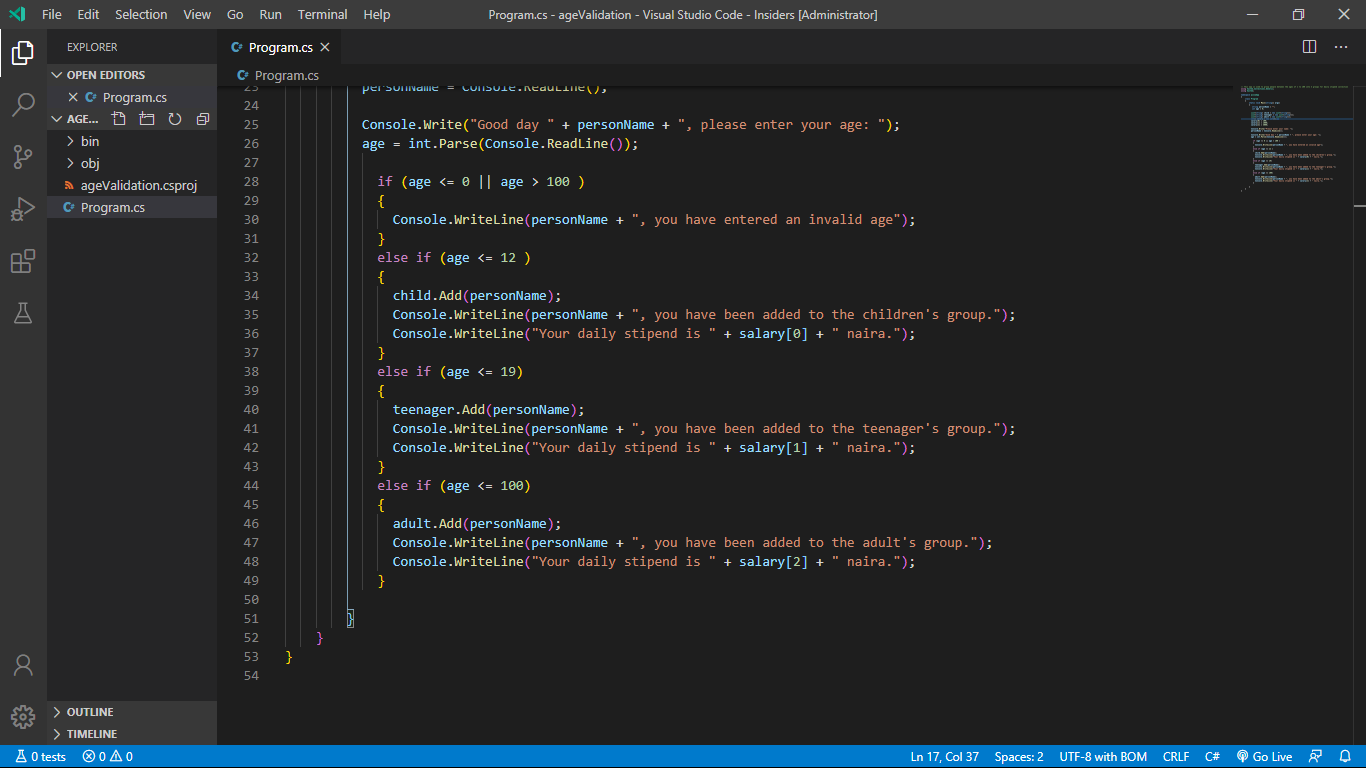 File Edit Selection View Go Run Terminal Help Program.cs - ageValidation - Visual Studio Code - Insiders [Administrator]
EXPLORER
OPEN EDITORS
C# Program.cs
AGE...
bin
obj
ageValidation.csproj
C# Program.cs
OUTLINE
TIMELINE
C# Program.cs
C# Program.cs
23 personName = Console.ReadLine();
24
25 Console.Write("Good day " + personName + ", please enter your age: ");
26 age = int.Parse(Console.ReadLine());
27
28 if (age <= 0 || age > 100 )
29 {
30 Console.WriteLine(personName + ", you have entered an invalid age");
31 }
32 else if (age <= 12 )
33 {
34 child.Add(personName);
35 Console.WriteLine(personName + ", you have been added to the children's group.");
36 Console.WriteLine("Your daily stipend is " + salary[0] + " naira.");
37 }
38 else if (age <= 19)
39 {
40 teenager.Add(personName);
41 Console.WriteLine(personName + ", you have been added to the teenager's group.");
42 Console.WriteLine("Your daily stipend is " + salary[1] + " naira.");
43 }
44 else if (age <= 100)
45 {
46 adult.Add(personName);
47 Console.WriteLine(personName + ", you have been added to the adult's group.");
48 Console.WriteLine("Your daily stipend is " + salary[2] + " naira.");
49 }
50
51 }
52 }
53 }
54
0 tests 0 0 Ln 17, Col 37 Spaces: 2 UTF-8 with BOM CRLF C# Go Live